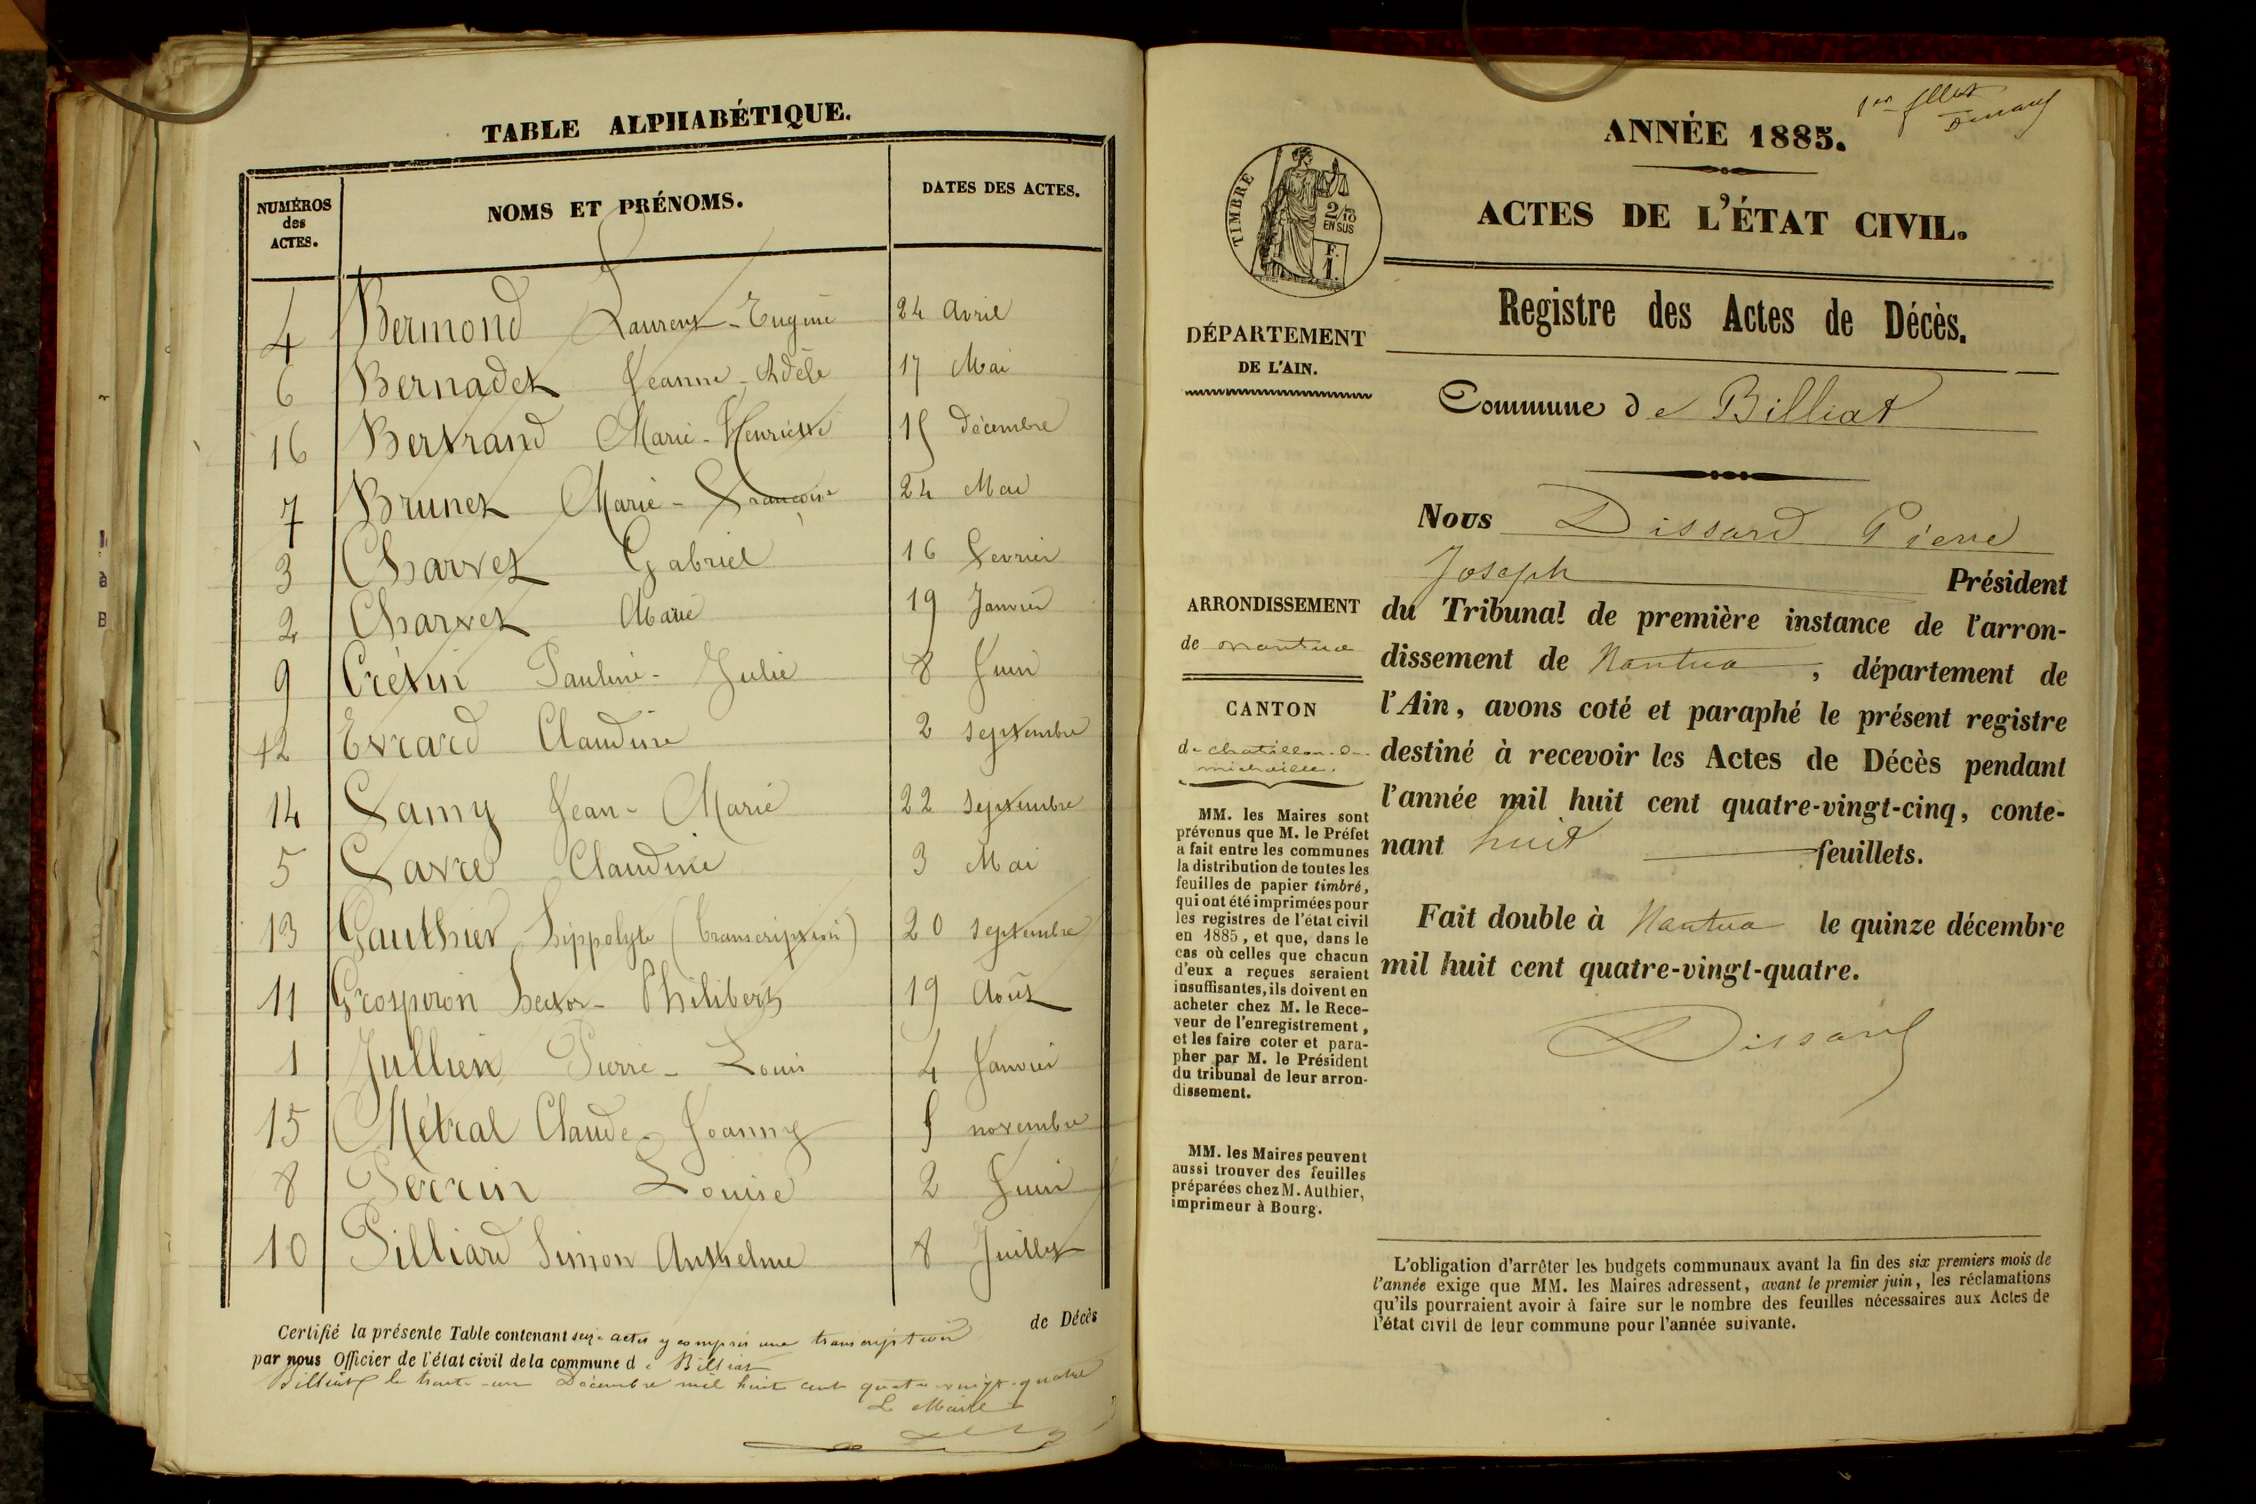 TABLE ALPHABÉTIQUE.
NUMÉROS des ACTES.
NOMS ET PRÉNOMS.
DATES DES ACTES.
4 Bermond Laurent-Eugène 24 Avril
6 Bernadet Jeanne-Adèle 17 Mai
16 Bertrand Marie-Henriette 15 décembre
7 Brunet Marie-Françoise 24 Mai
3 Charvet Gabriel 16 Fevrier
2 Charvet Marie 19 Janvier
9 Crétin Pauline-Julie 8 Juin
12 Evrard Claudine 2 septembre
14 Famy Jean-Marie 22 septembre
5 Favre Claudine 3 Mai
13 Gauthier hippolyte (transcription) 20 septembre
11 Grosperon hector-Philibert 19 Août
1 Jullien Pierre-Louis 4 Janvier
15 Métral Claude-Joanny 5 novembre
8 Perrin Louise 2 Juin
10 Pilliard Simon Anthelme 8 Juillet
Certifié la présente Table contenant seize actes y compris une transcription de Décès
par nous Officier de l'état civil de la commune de Billiat
Billiat le trente-un Décembre mil huit cent quatre-vingt-quatre
Le Maire
1er feuillet
ANNÉE 1885.
ACTES DE L'ÉTAT CIVIL.
TIMBRE
2/10
EN SUS
F.
1.
Registre des Actes de Décès.
DÉPARTEMENT
DE L'AIN.
Commune de Billiat
Nous Dissard Pierre
Joseph Président
du Tribunal de première instance de l'arron-
dissement de Nantua, département de
l'Ain, avons coté et paraphé le présent registre
destiné à recevoir les Actes de Décès pendant
l'année mil huit cent quatre-vingt-cinq, conte-
nant huit feuillets.
Fait double à Nantua le quinze décembre
mil huit cent quatre-vingt-quatre.
Dissard
ARRONDISSEMENT
de nantua
CANTON
de chatillon-de-
michaille.
MM. les Maires sont
prévenus que M. le Préfet
a fait entre les communes
la distribution de toutes les
feuilles de papier timbré,
qui ont été imprimées pour
les registres de l'état civil
en 1885, et que, dans le
cas où celles que chacun
d'eux a reçues seraient
insuffisantes, ils doivent en
acheter chez M. le Rece-
veur de l'enregistrement,
et les faire coter et para-
pher par M. le Président
du tribunal de leur arron-
dissement.
MM. les Maires peuvent
aussi trouver des feuilles
préparées chez M. Authier,
imprimeur à Bourg.
L'obligation d'arrêter les budgets communaux avant la fin des six premiers mois de
l'année exige que MM. les Maires adressent, avant le premier juin, les réclamations
qu'ils pourraient avoir à faire sur le nombre des feuilles nécessaires aux Actes de
l'état civil de leur commune pour l'année suivante.